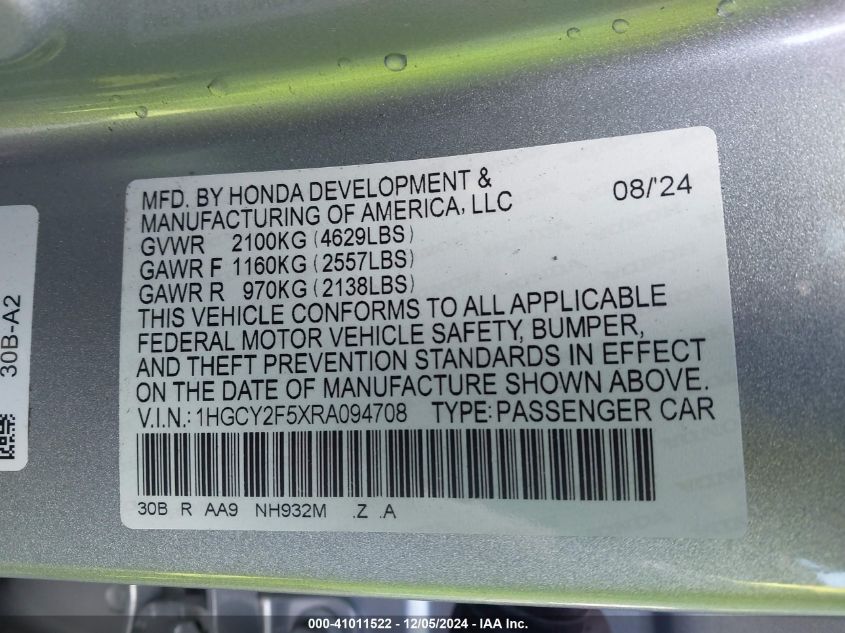 MFD. BY HONDA DEVELOPMENT & 08/'24
MANUFACTURING OF AMERICA, LLC
GVWR 2100KG (4629LBS)
GAWR F 1160KG (2557LBS)
GAWR R 970KG (2138LBS)
THIS VEHICLE CONFORMS TO ALL APPLICABLE
FEDERAL MOTOR VEHICLE SAFETY, BUMPER,
AND THEFT PREVENTION STANDARDS IN EFFECT
ON THE DATE OF MANUFACTURE SHOWN ABOVE.
V.I.N.: 1HGCY2F5XRA094708 TYPE: PASSENGER CAR
30B R AA9 NH932M .Z .A
30B-A2
000-41011522 - 12/05/2024 - IAA Inc.